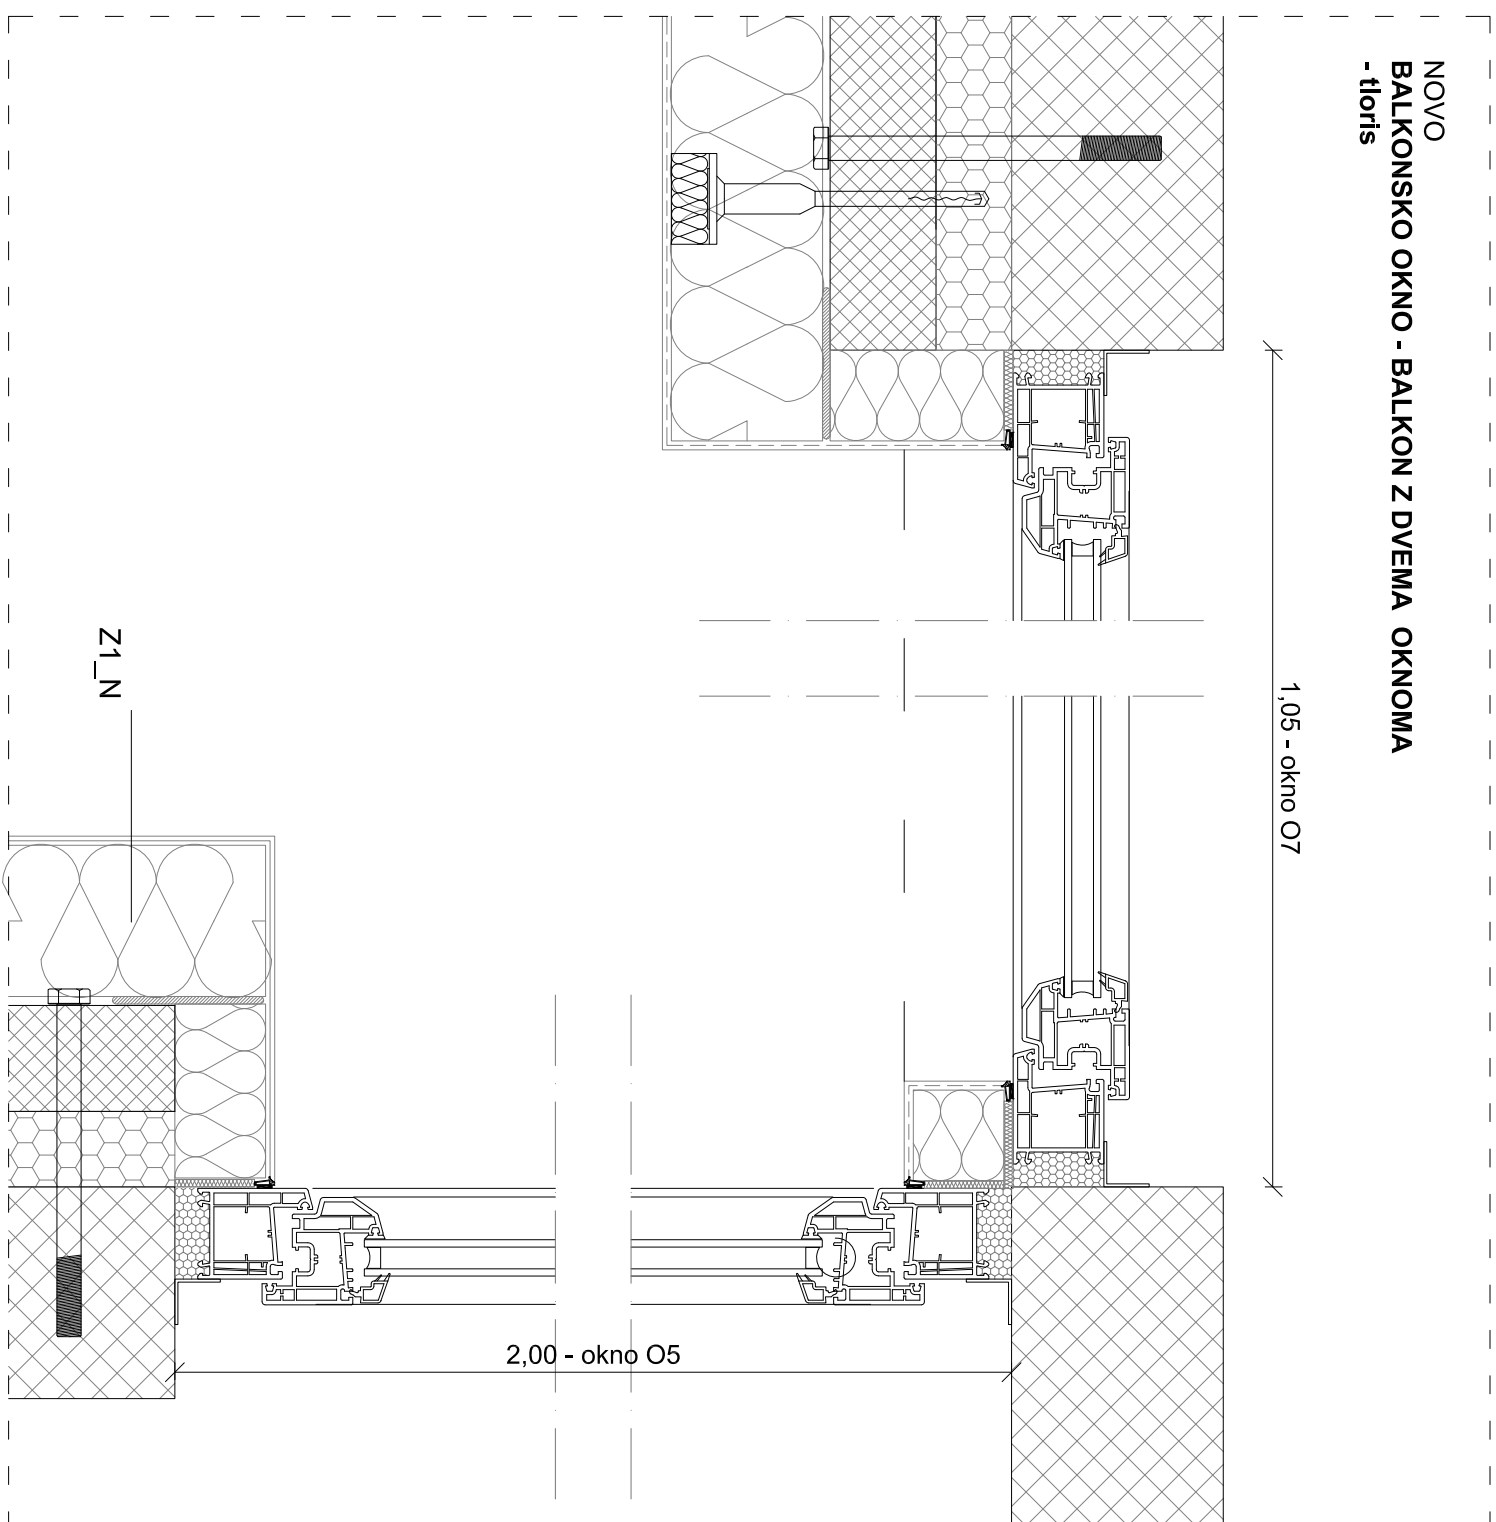 NOVO
BALKONSKO OKNO - BALKON Z DVEMA OKNOMA
- tloris
1,05 - okno O7
Z1_N
2,00 - okno O5